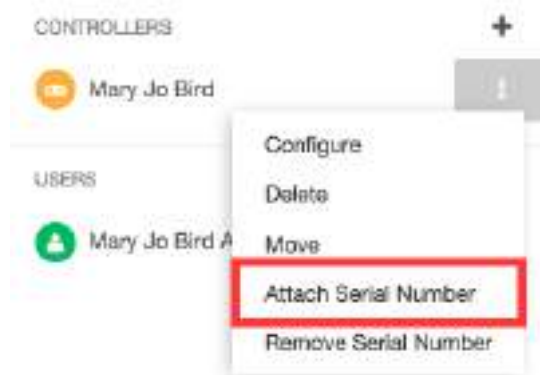 CONTROLLERS
Mary Jo Bird
Configure
USERS
Delete
Mary Jo Bird A
Move
Attach Serial Number
Remove Serial Number